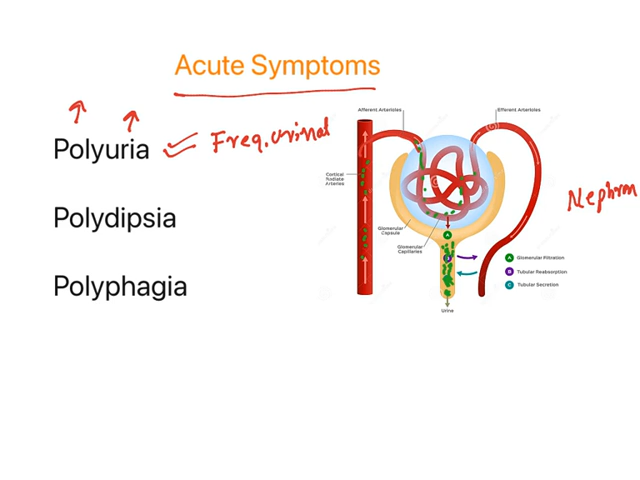 Acute Symptoms
Polyuria
Freq. urinal
Polydipsia
Polyphagia
Afferent Arterioles
Efferent Arterioles
Cortical
Radiate
Arteries
Glomerular
Capsule
Glomerular
Capillaries
Nephron
A
B
A Glomerular Filtration
B Tubular Reabsorption
C Tubular Secretion
Urine